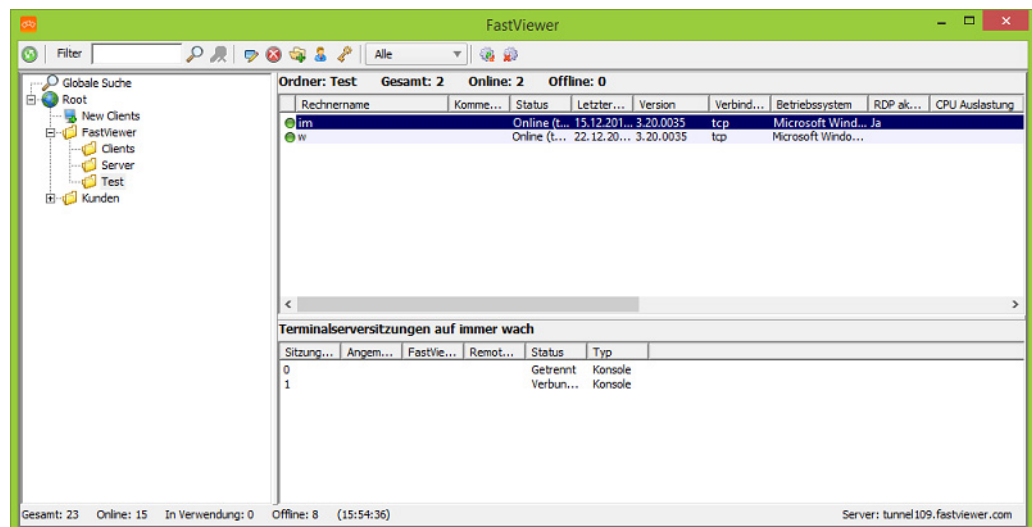 FastViewer
Filter Alle
Globale Suche
Root
New Clients
FastViewer
Clients
Server
Test
Kunden
Ordner: Test Gesamt: 2 Online: 2 Offline: 0
Rechnername Komme... Status Letzter... Version Verbind... Betriebssystem RDP ak... CPU Auslastung
im Online (t... 15.12.201... 3.20.0035 tcp Microsoft Wind... Ja
w Online (t... 22.12.20... 3.20.0035 tcp Microsoft Windo...
Terminalserversitzungen auf immer wach
Sitzung... Angem... FastVie... Remot... Status Typ
0 Getrennt Konsole
1 Verbun... Konsole
Gesamt: 23 Online: 15 In Verwendung: 0 Offline: 8 (15:54:36) Server: tunnel109.fastviewer.com